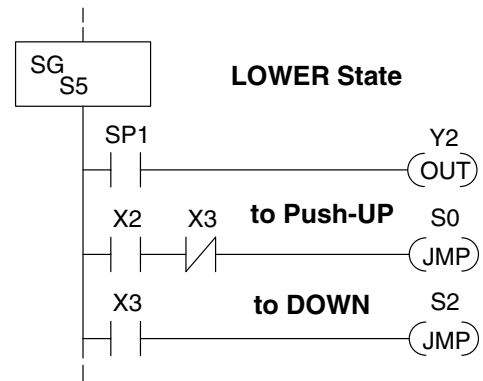 SG
S5
LOWER State
SP1
Y2
OUT
X2
X3
to Push-UP
S0
JMP
X3
to DOWN
S2
JMP